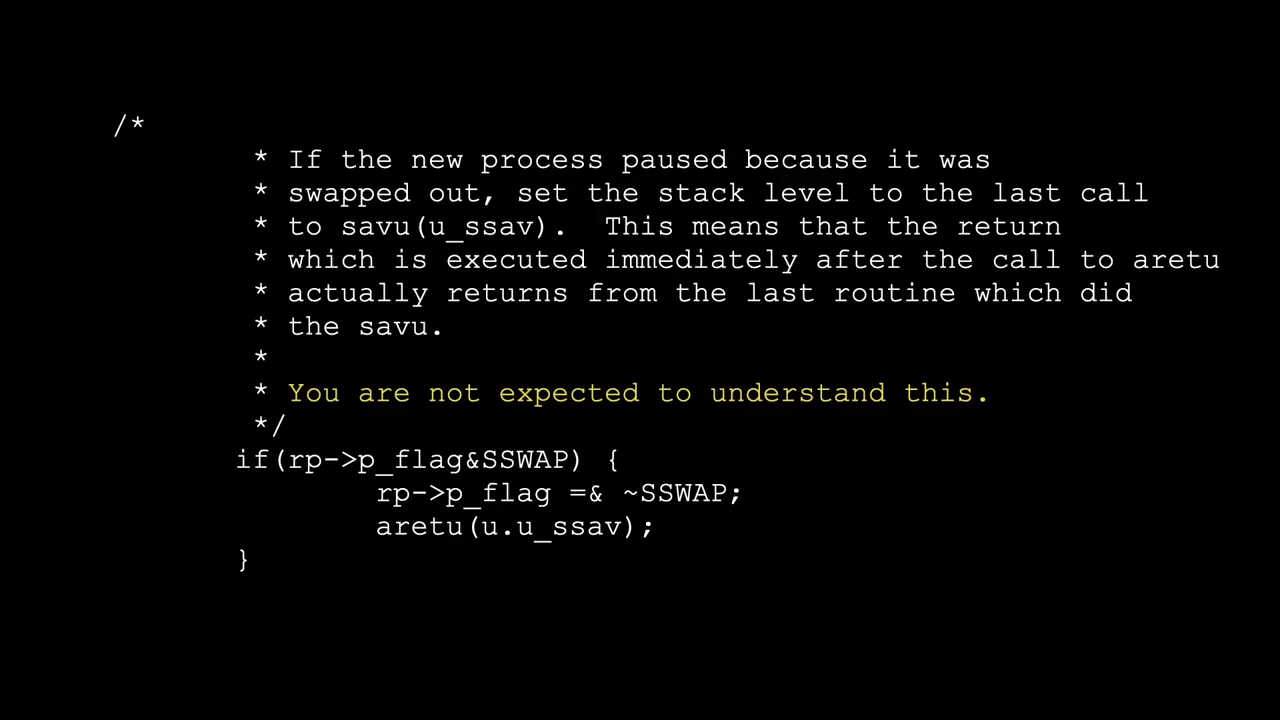 /*
* If the new process paused because it was
* swapped out, set the stack level to the last call
* to savu(u_ssav).  This means that the return
* which is executed immediately after the call to aretu
* actually returns from the last routine which did
* the savu.
*
* You are not expected to understand this.
*/
if(rp->p_flag&SSWAP) {
rp->p_flag =& ~SSWAP;
aretu(u.u_ssav);
}